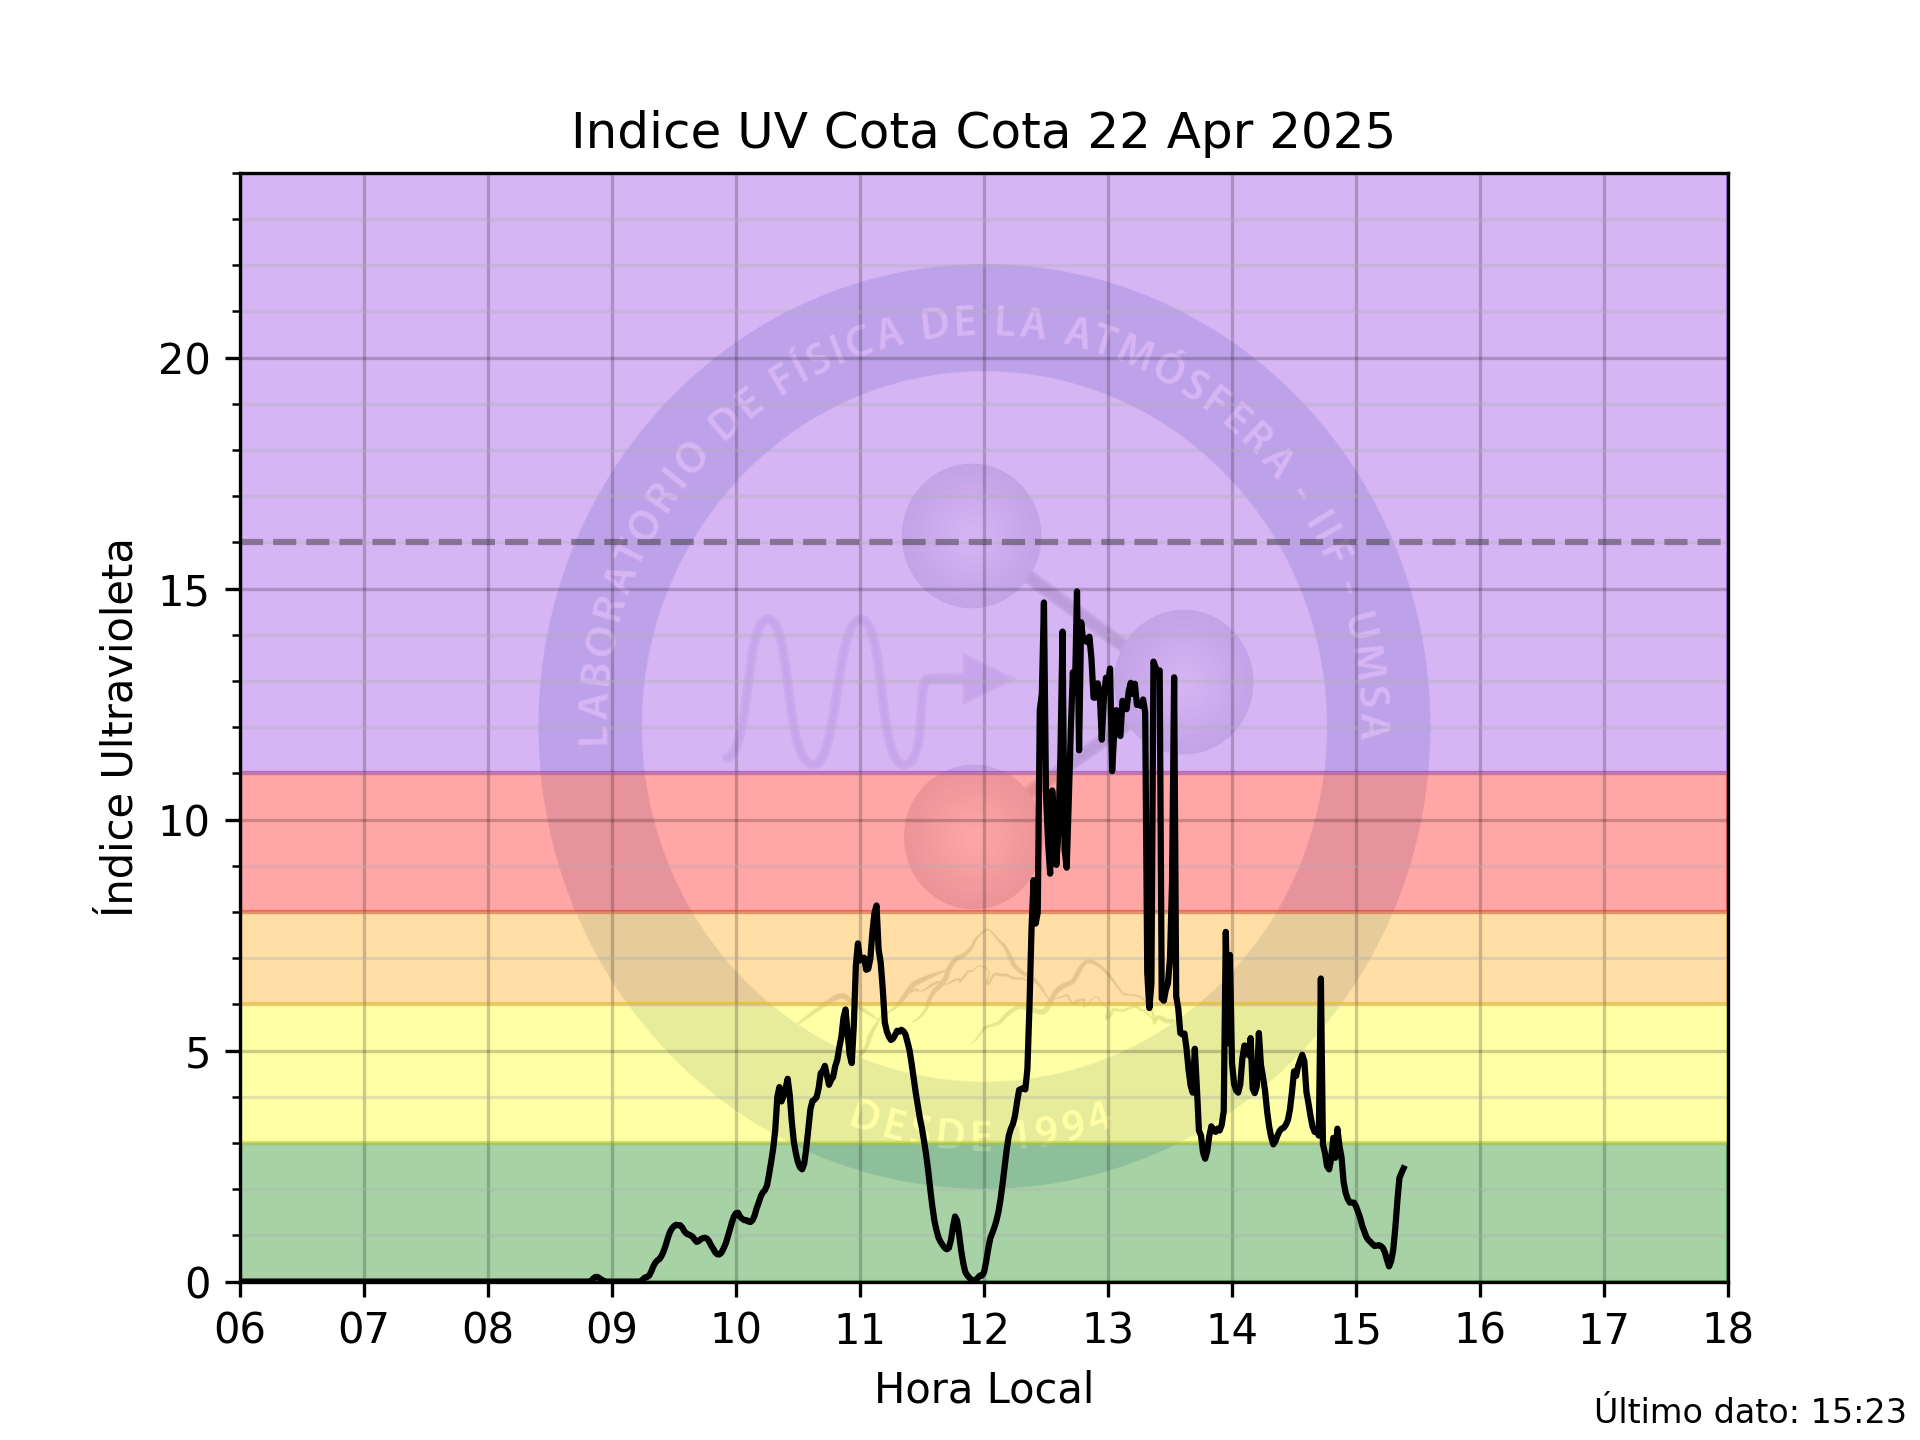 Indice UV Cota Cota 22 Apr 2025
LABORATORIO DE FÍSICA DE LA ATMÓSFERA - IIF - UMSA
DESDE 1994
Índice Ultravioleta
20
15
10
5
0
06 07 08 09 10 11 12 13 14 15 16 17 18
Hora Local
Último dato: 15:23